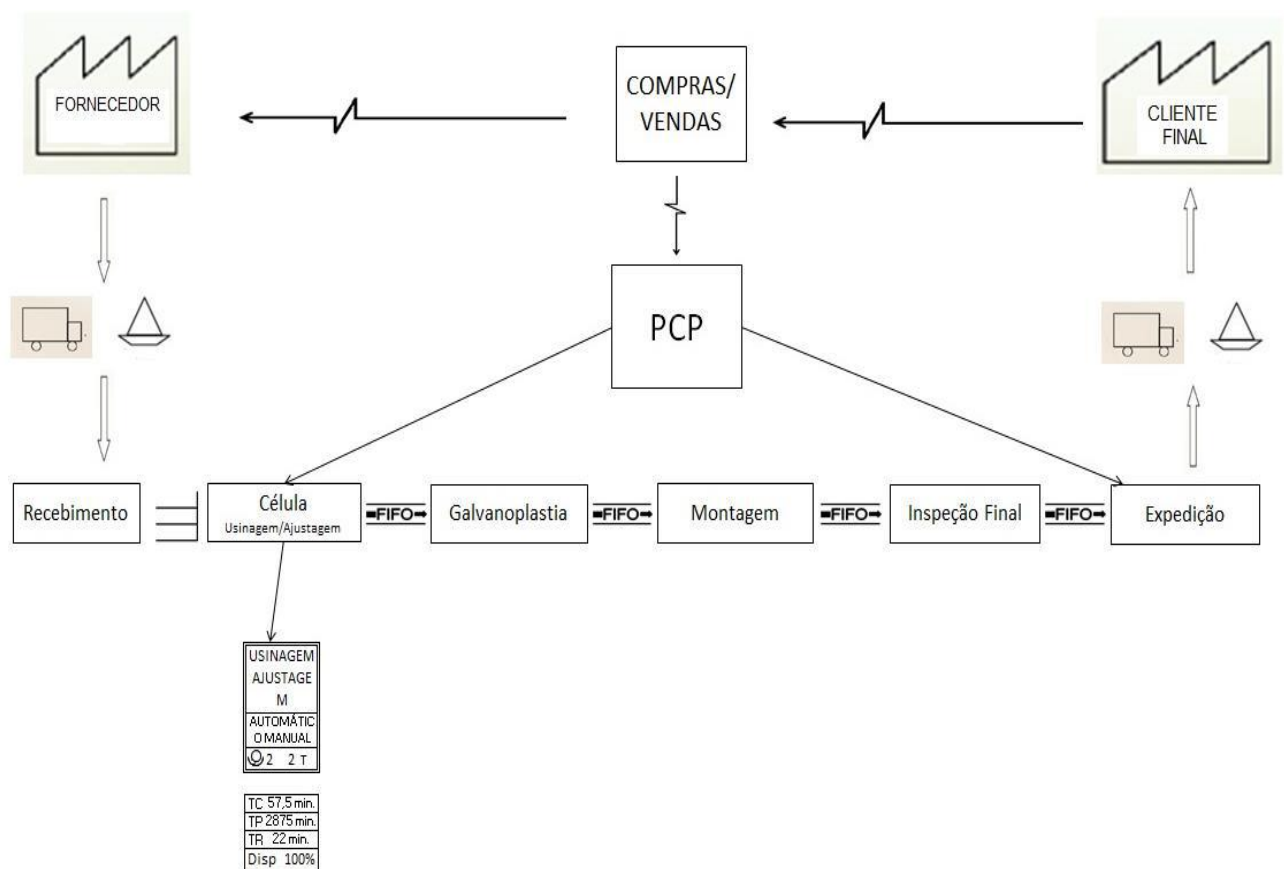 FORNECEDOR
COMPRAS/
VENDAS
CLIENTE
FINAL
PCP
Recebimento
Célula
Usinagem/Ajustagem
FIFO
Galvanoplastia
FIFO
Montagem
FIFO
Inspeção Final
FIFO
Expedição
USINAGEM
AJUSTAGE
M
AUTOMÁTIC
O MANUAL
2 2 T
TC 57,5 min.
TP 2875 min.
TR 22 min.
Disp 100%